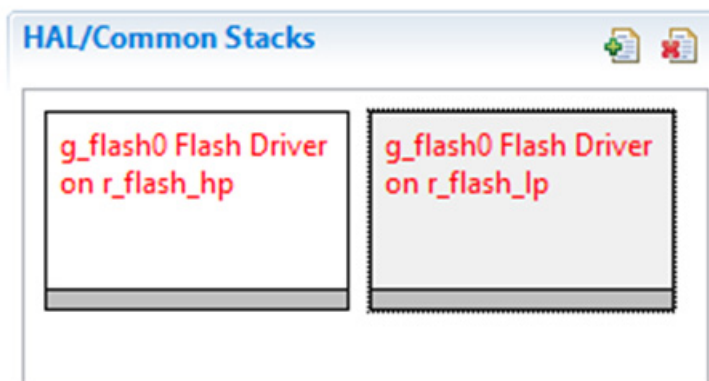 HAL/Common Stacks
g_flash0 Flash Driver
on r_flash_hp
g_flash0 Flash Driver
on r_flash_lp